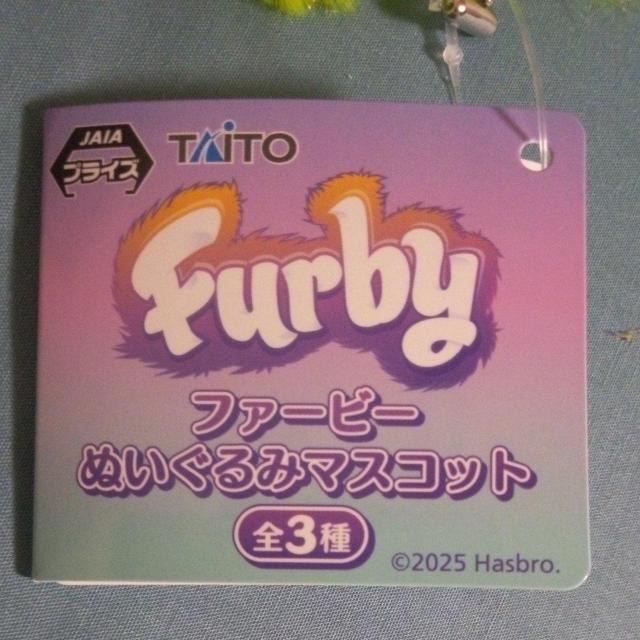 JAIA
プライズ
TAITO
Furby
ファービー
ぬいぐるみマスコット
全3種
©2025 Hasbro.